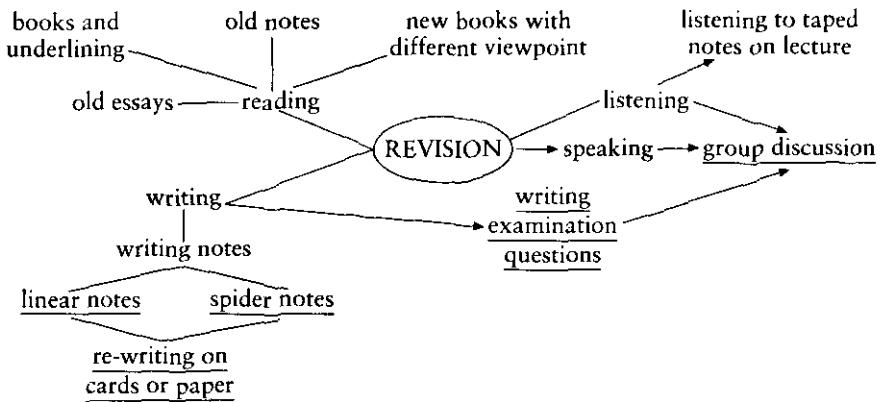 books and
underlining
old notes
new books with
different viewpoint
listening to taped
notes on lecture
old essays
reading
listening
REVISION
speaking
group discussion
writing
writing
examination
questions
writing notes
linear notes
spider notes
re-writing on
cards or paper